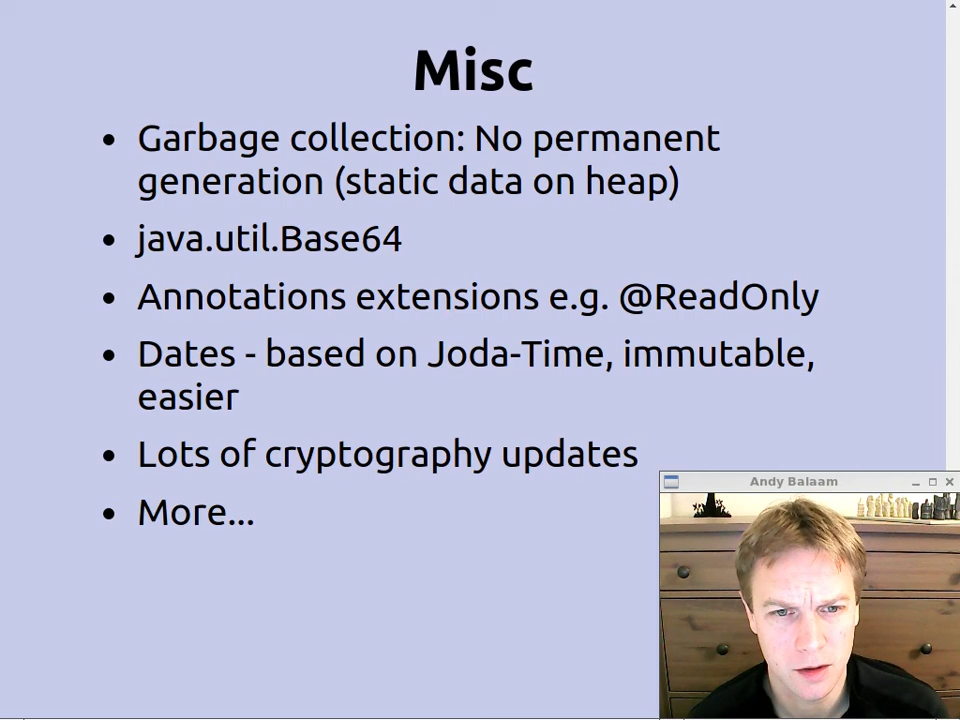 Misc
• Garbage collection: No permanent
generation (static data on heap)
• java.util.Base64
• Annotations extensions e.g. @ReadOnly
• Dates - based on Joda-Time, immutable,
easier
• Lots of cryptography updates
• More...
Andy Balaam